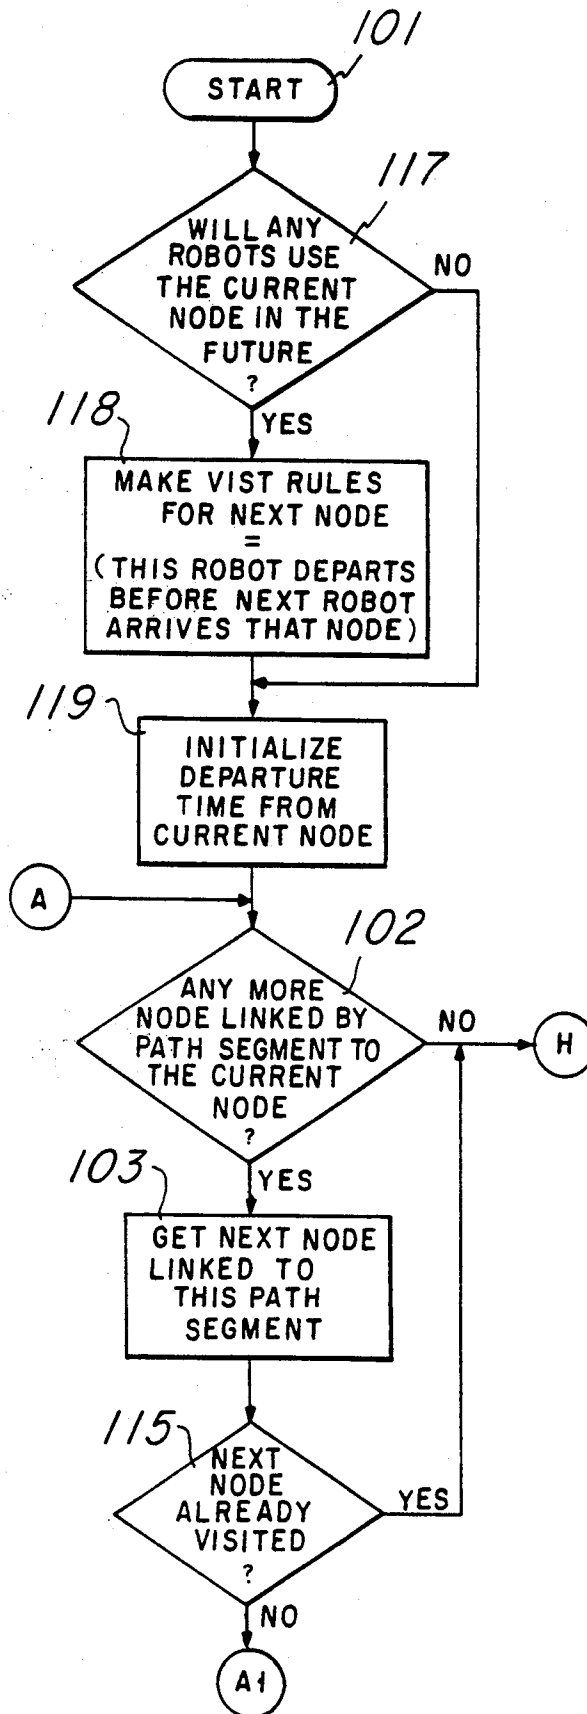 101
START
117
WILL ANY
ROBOTS USE
THE CURRENT
NODE IN THE
FUTURE
?
NO
YES
118
MAKE VIST RULES
FOR NEXT NODE
=
(THIS ROBOT DEPARTS
BEFORE NEXT ROBOT
ARRIVES THAT NODE)
119
INITIALIZE
DEPARTURE
TIME FROM
CURRENT NODE
A
102
ANY MORE
NODE LINKED BY
PATH SEGMENT TO
THE CURRENT
NODE
?
NO
H
YES
103
GET NEXT NODE
LINKED TO
THIS PATH
SEGMENT
115
NEXT
NODE
ALREADY
VISITED
?
YES
NO
A1